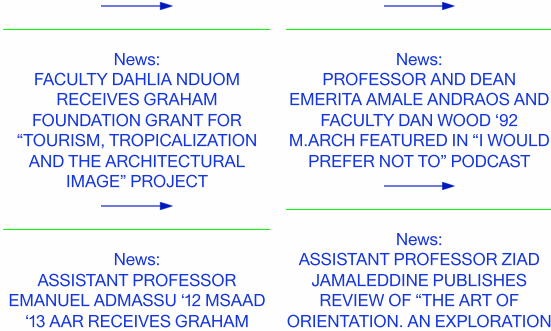 News:
FACULTY DAHLIA NDUOM
RECEIVES GRAHAM
FOUNDATION GRANT FOR
“TOURISM, TROPICALIZATION
AND THE ARCHITECTURAL
IMAGE” PROJECT
News:
ASSISTANT PROFESSOR
EMANUEL ADMASSU ‘12 MSAAD
‘13 AAR RECEIVES GRAHAM
News:
PROFESSOR AND DEAN
EMERITA AMALE ANDRAOS AND
FACULTY DAN WOOD ‘92
M.ARCH FEATURED IN “I WOULD
PREFER NOT TO” PODCAST
News:
ASSISTANT PROFESSOR ZIAD
JAMALEDDINE PUBLISHES
REVIEW OF “THE ART OF
ORIENTATION. AN EXPLORATION